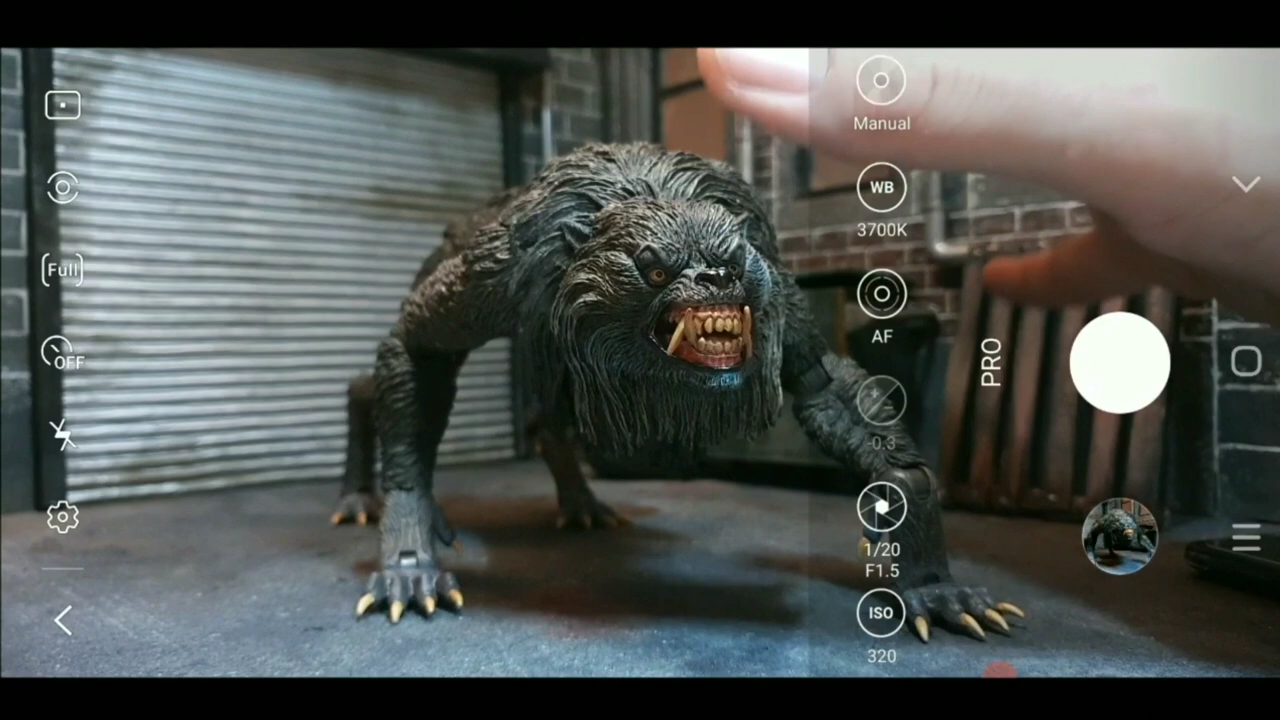 Manual
WB
3700K
Full
AF
OFF
PRO
-0.3
1/20
F1.5
ISO
320